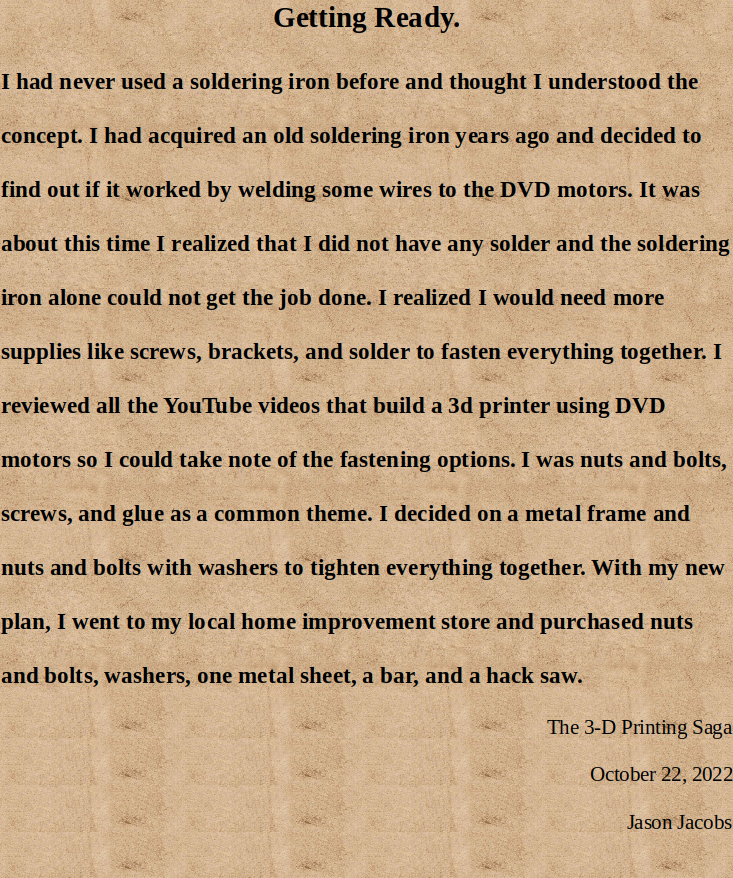 Getting Ready.
I had never used a soldering iron before and thought I understood the
concept. I had acquired an old soldering iron years ago and decided to
find out if it worked by welding some wires to the DVD motors. It was
about this time I realized that I did not have any solder and the soldering
iron alone could not get the job done. I realized I would need more
supplies like screws, brackets, and solder to fasten everything together. I
reviewed all the YouTube videos that build a 3d printer using DVD
motors so I could take note of the fastening options. I was nuts and bolts,
screws, and glue as a common theme. I decided on a metal frame and
nuts and bolts with washers to tighten everything together. With my new
plan, I went to my local home improvement store and purchased nuts
and bolts, washers, one metal sheet, a bar, and a hack saw.
The 3-D Printing Saga
October 22, 2022
Jason Jacobs